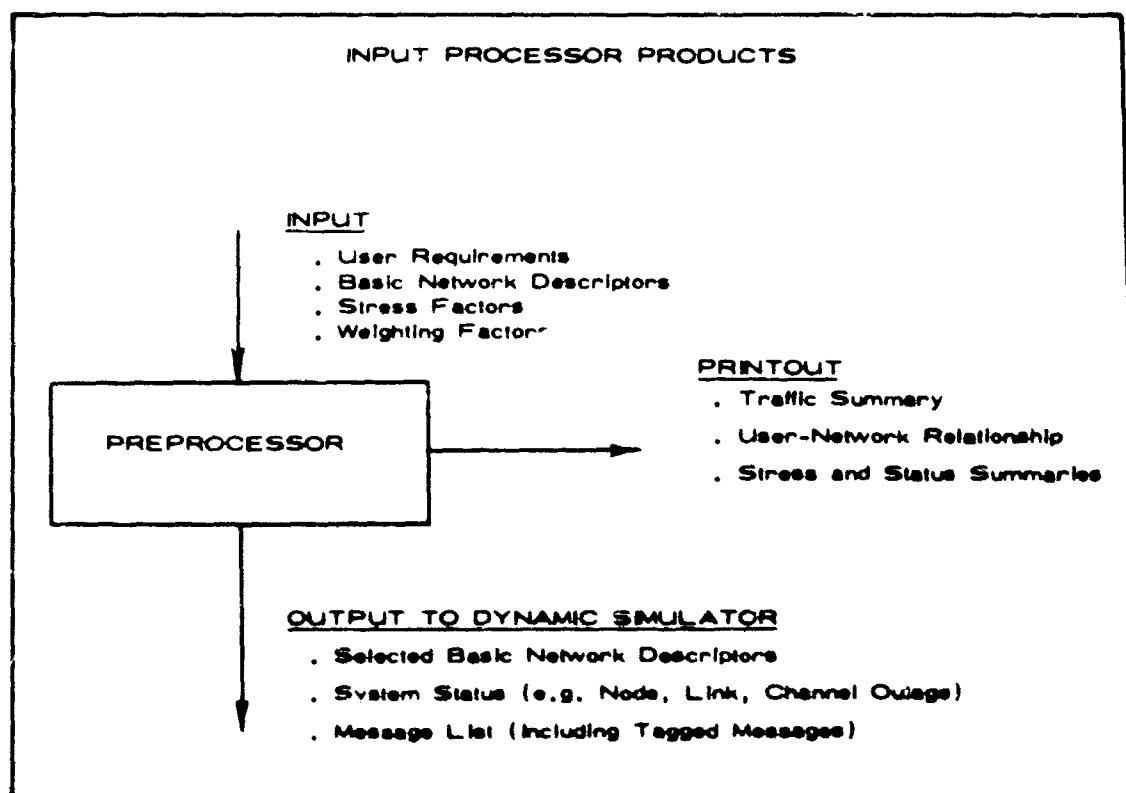 INPUT PROCESSOR PRODUCTS
INPUT
. User Requirements
. Basic Network Descriptors
. Stress Factors
. Weighting Factors
PREPROCESSOR
PRINTOUT
. Traffic Summary
. User-Network Relationship
. Stress and Status Summaries
OUTPUT TO DYNAMIC SIMULATOR
. Selected Basic Network Descriptors
. System Status (e.g. Node, Link, Channel Outage)
. Message List (Including Tagged Messages)